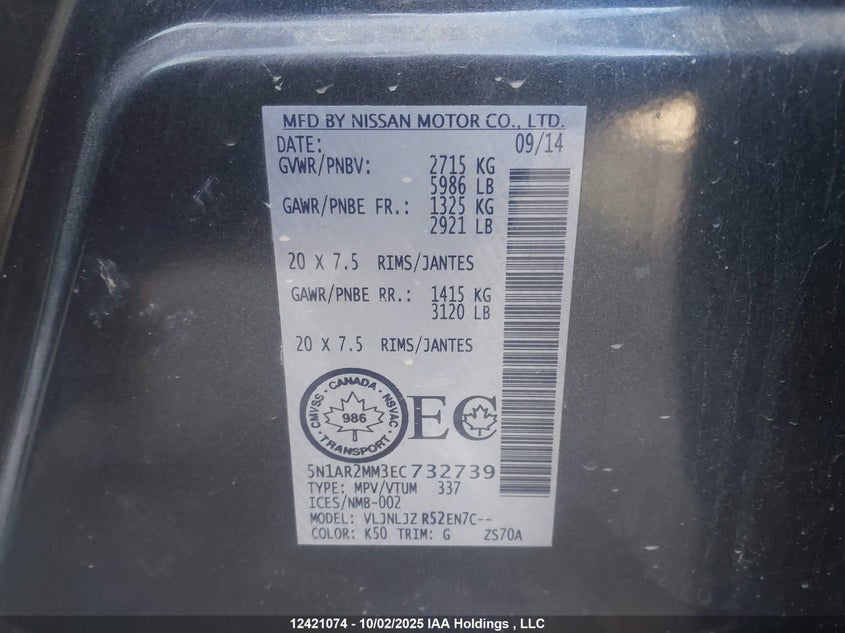 MFD BY NISSAN MOTOR CO., LTD.
DATE: 09/14
GVWR/PNBV: 2715 KG
5986 LB
GAWR/PNBE FR.: 1325 KG
2921 LB
20 X 7.5 RIMS/JANTES
GAWR/PNBE RR.: 1415 KG
3120 LB
20 X 7.5 RIMS/JANTES
CMVSS · CANADA · NSVAC · TRANSPORT ·
986
EC
5N1AR2MM3EC732739
TYPE: MPV/VTUM 337
ICES/NMB-002
MODEL: VLJNLJZ R52EN7C--
COLOR: K50 TRIM: G ZS70A
12421074 - 10/02/2025 IAA Holdings , LLC